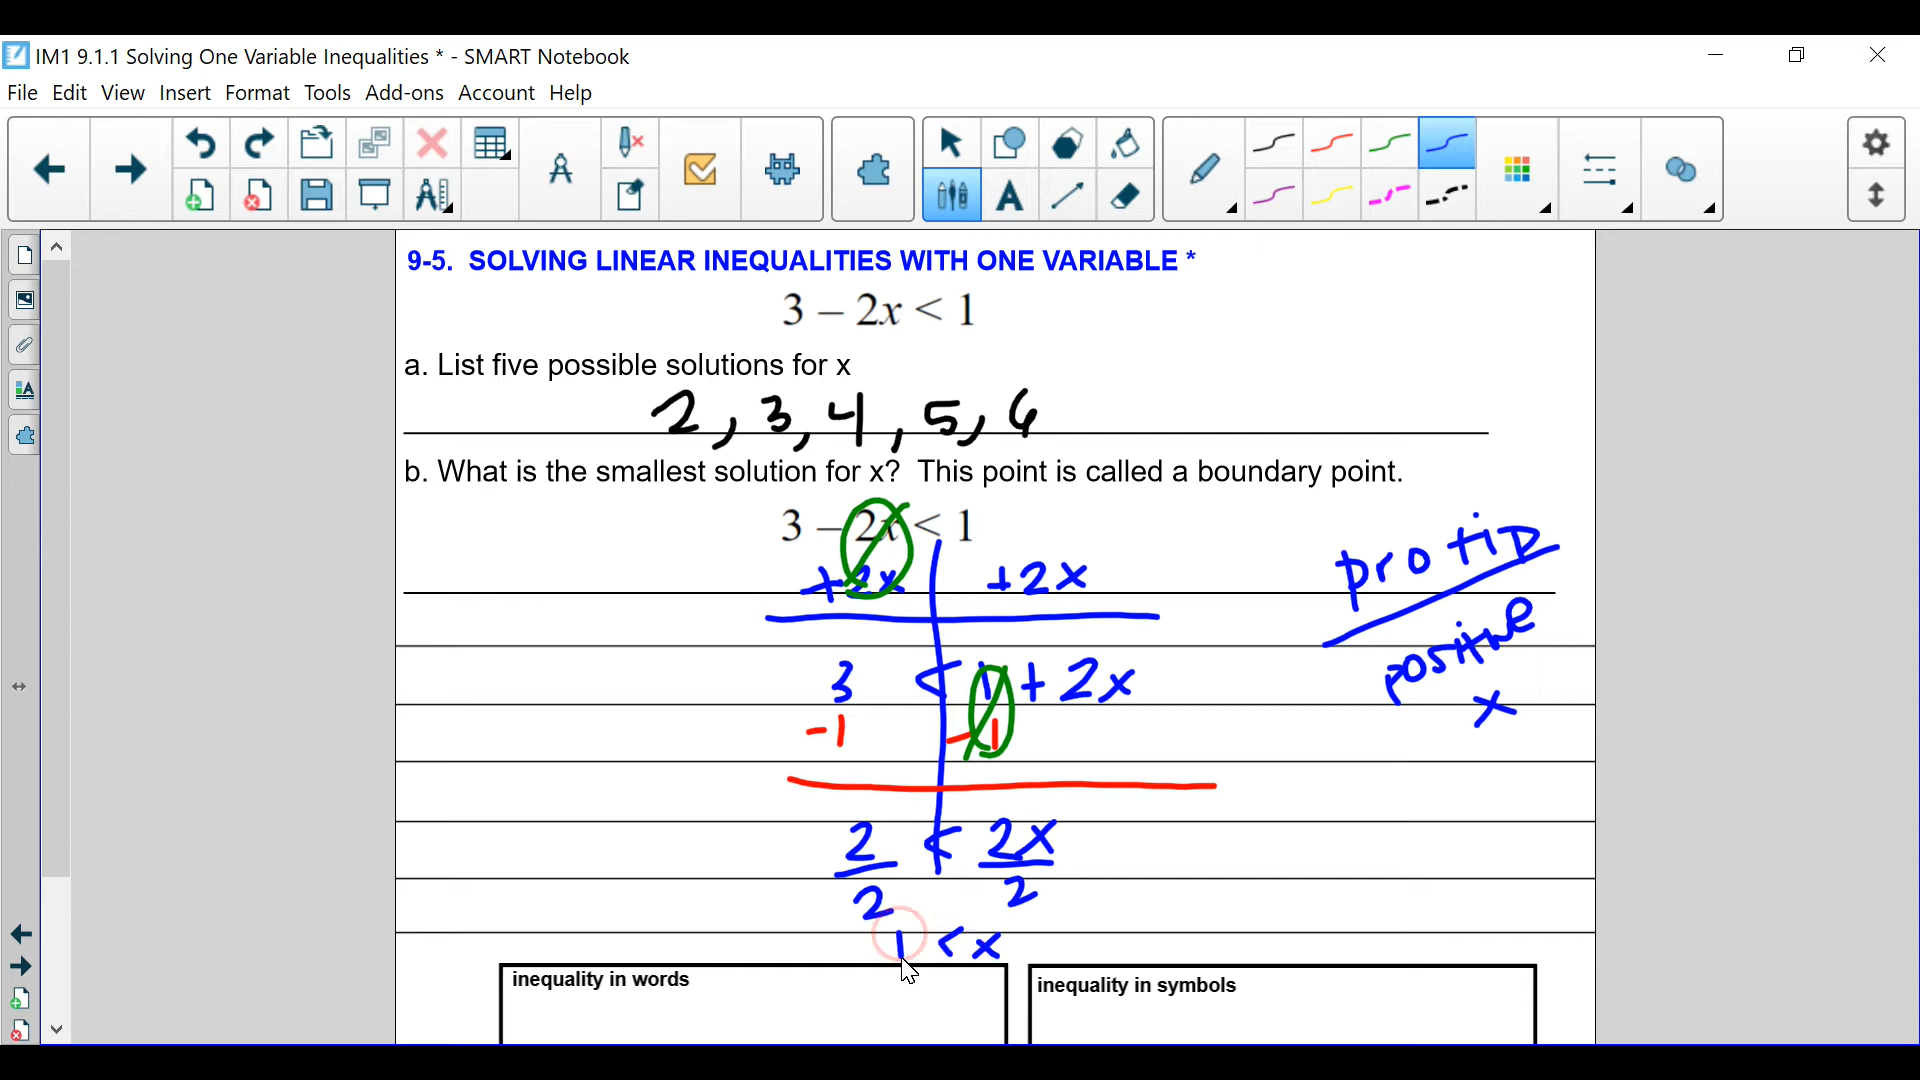 IM1 9.1.1 Solving One Variable Inequalities * - SMART Notebook
File Edit View Insert Format Tools Add-ons Account Help
9-5. SOLVING LINEAR INEQUALITIES WITH ONE VARIABLE *
3 – 2x < 1
a. List five possible solutions for x
2, 3, 4, 5, 6
b. What is the smallest solution for x? This point is called a boundary point.
3 – 2x < 1
+2x +2x
3 < 1 + 2x
-1 -1
2 < 2x
2 2
1 < x
pro tip
positive
x
inequality in words
inequality in symbols